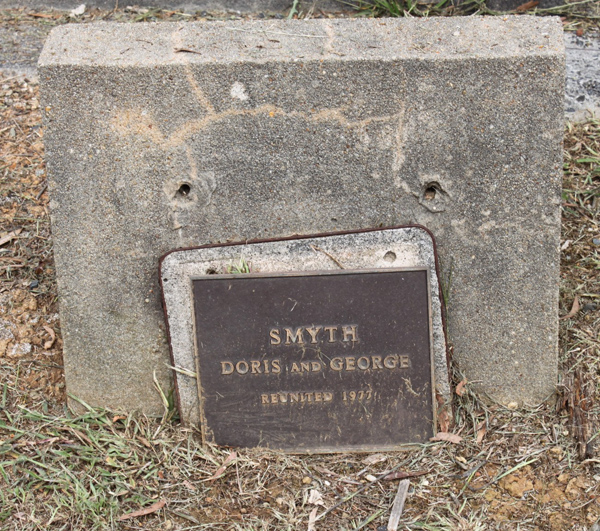 SMYTH
DORIS AND GEORGE
REUNITED 1977